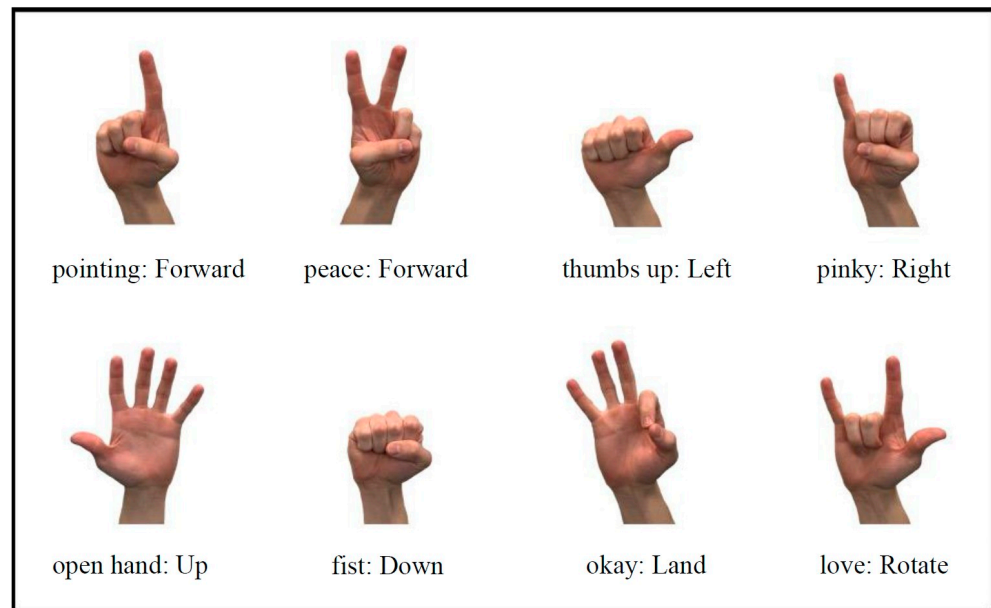 pointing: Forward
peace: Forward
thumbs up: Left
pinky: Right
open hand: Up
fist: Down
okay: Land
love: Rotate